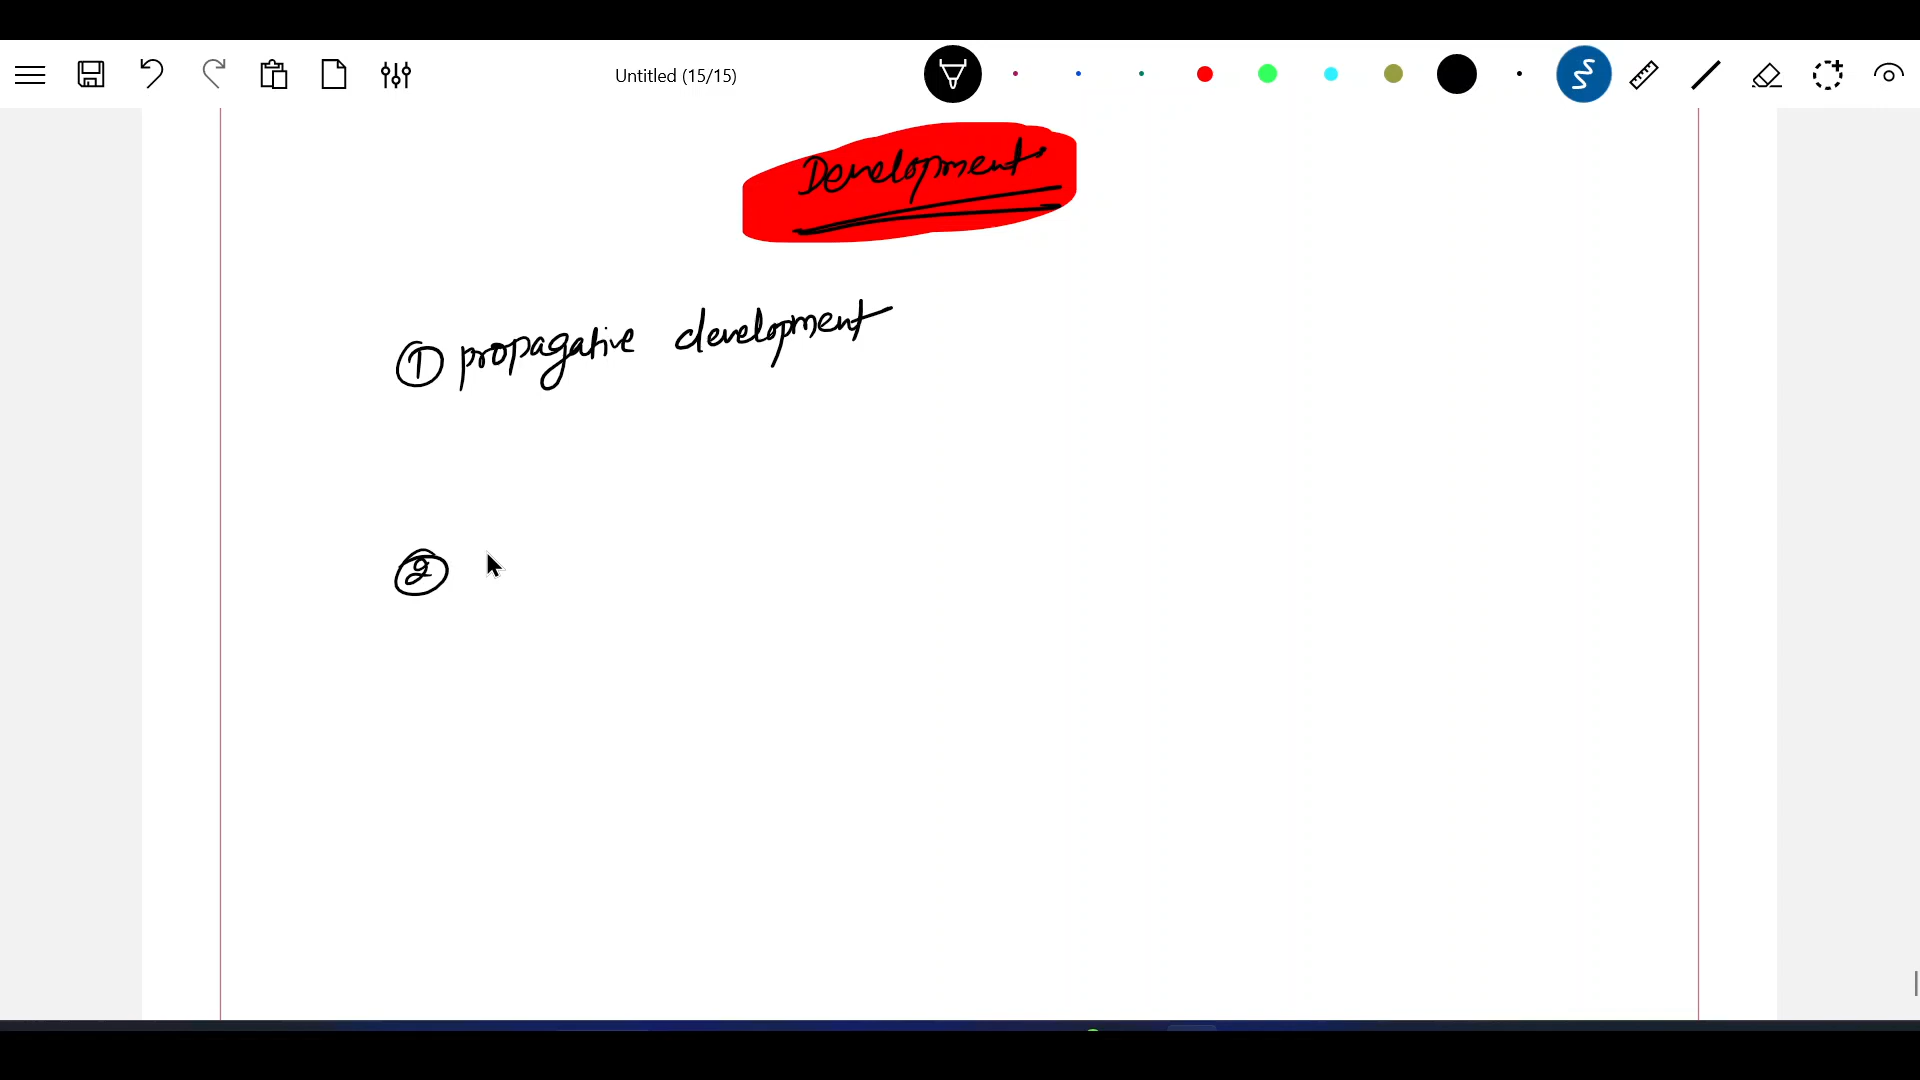 Untitled (15/15)
Development
① propagative development
②